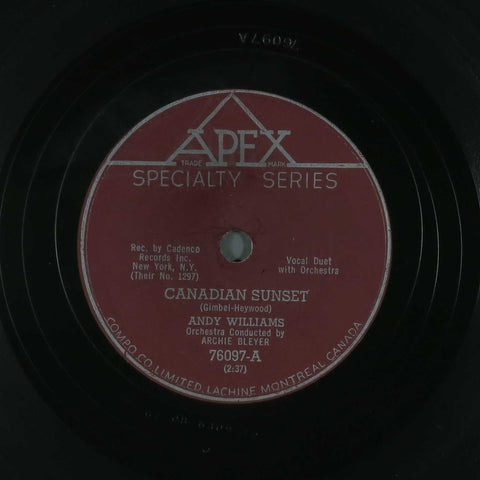 76097A
APEX
TRADE MARK
SPECIALTY SERIES
Rec. by Cadence
Records Inc.
New York, N.Y.
(Their No. 1297)
Vocal Duet
with Orchestra
CANADIAN SUNSET
(Gimbel-Heywood)
ANDY WILLIAMS
Orchestra Conducted by
ARCHIE BLEYER
76097-A
(2:37)
COMPO CO. LIMITED, LACHINE MONTREAL CANADA